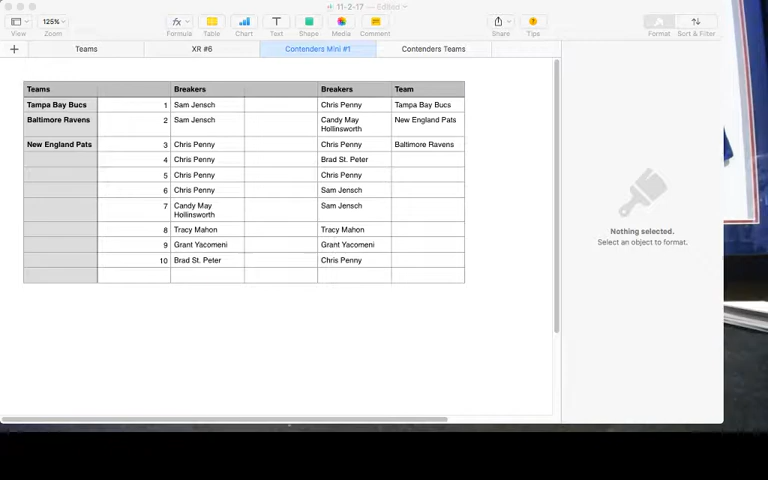 11-2-17 — Edited
125%
View
Zoom
Formula
Table
Chart
Text
Shape
Media
Comment
Share
Tips
Format
Sort & Filter
Teams
XR #6
Contenders Mini #1
Contenders Teams
Teams Breakers Breakers Team
Tampa Bay Bucs 1 Sam Jensch Chris Penny Tampa Bay Bucs
Baltimore Ravens 2 Sam Jensch Candy May New England Pats
Hollinsworth
New England Pats 3 Chris Penny Chris Penny Baltimore Ravens
4 Chris Penny Brad St. Peter
5 Chris Penny Chris Penny
6 Chris Penny Sam Jensch
7 Candy May Sam Jensch
Hollinsworth
8 Tracy Mahon Tracy Mahon
9 Grant Yacomeni Grant Yacomeni
10 Brad St. Peter Chris Penny
Nothing selected.
Select an object to format.